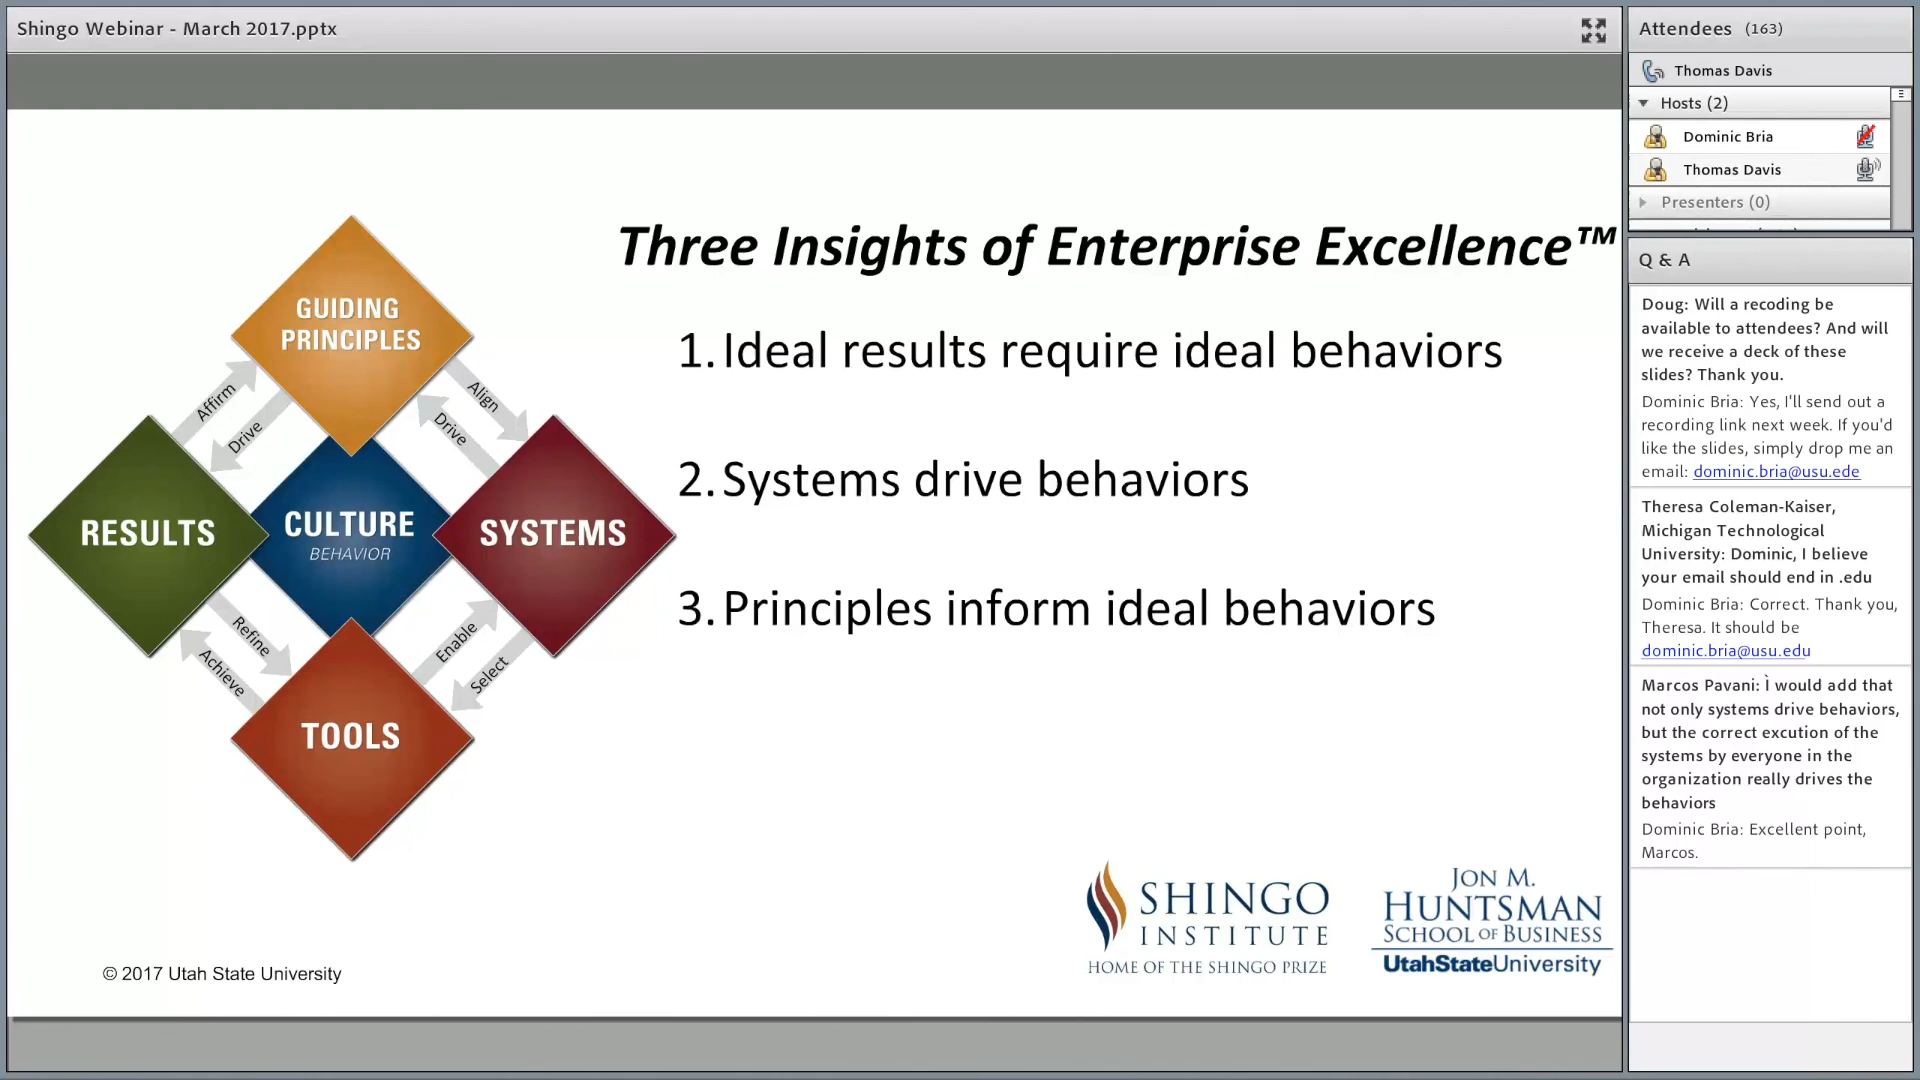 Shingo Webinar - March 2017.pptx
Three Insights of Enterprise Excellence™
GUIDING
PRINCIPLES
Affirm
Drive
Align
Drive
1. Ideal results require ideal behaviors
2. Systems drive behaviors
3. Principles inform ideal behaviors
RESULTS
CULTURE
BEHAVIOR
SYSTEMS
Refine
Achieve
Enable
Select
TOOLS
SHINGO
INSTITUTE
HOME OF THE SHINGO PRIZE
JON M.
HUNTSMAN
SCHOOL OF BUSINESS
UtahStateUniversity
© 2017 Utah State University
Attendees (163)
Thomas Davis
Hosts (2)
Dominic Bria
Thomas Davis
Presenters (0)
Q & A
Doug: Will a recoding be
available to attendees? And will
we receive a deck of these
slides? Thank you.
Dominic Bria: Yes, I'll send out a
recording link next week. If you'd
like the slides, simply drop me an
email: dominic.bria@usu.ede
Theresa Coleman-Kaiser,
Michigan Technological
University: Dominic, I believe
your email should end in .edu
Dominic Bria: Correct. Thank you,
Theresa. It should be
dominic.bria@usu.edu
Marcos Pavani: Ì would add that
not only systems drive behaviors,
but the correct excution of the
systems by everyone in the
organization really drives the
behaviors
Dominic Bria: Excellent point,
Marcos.